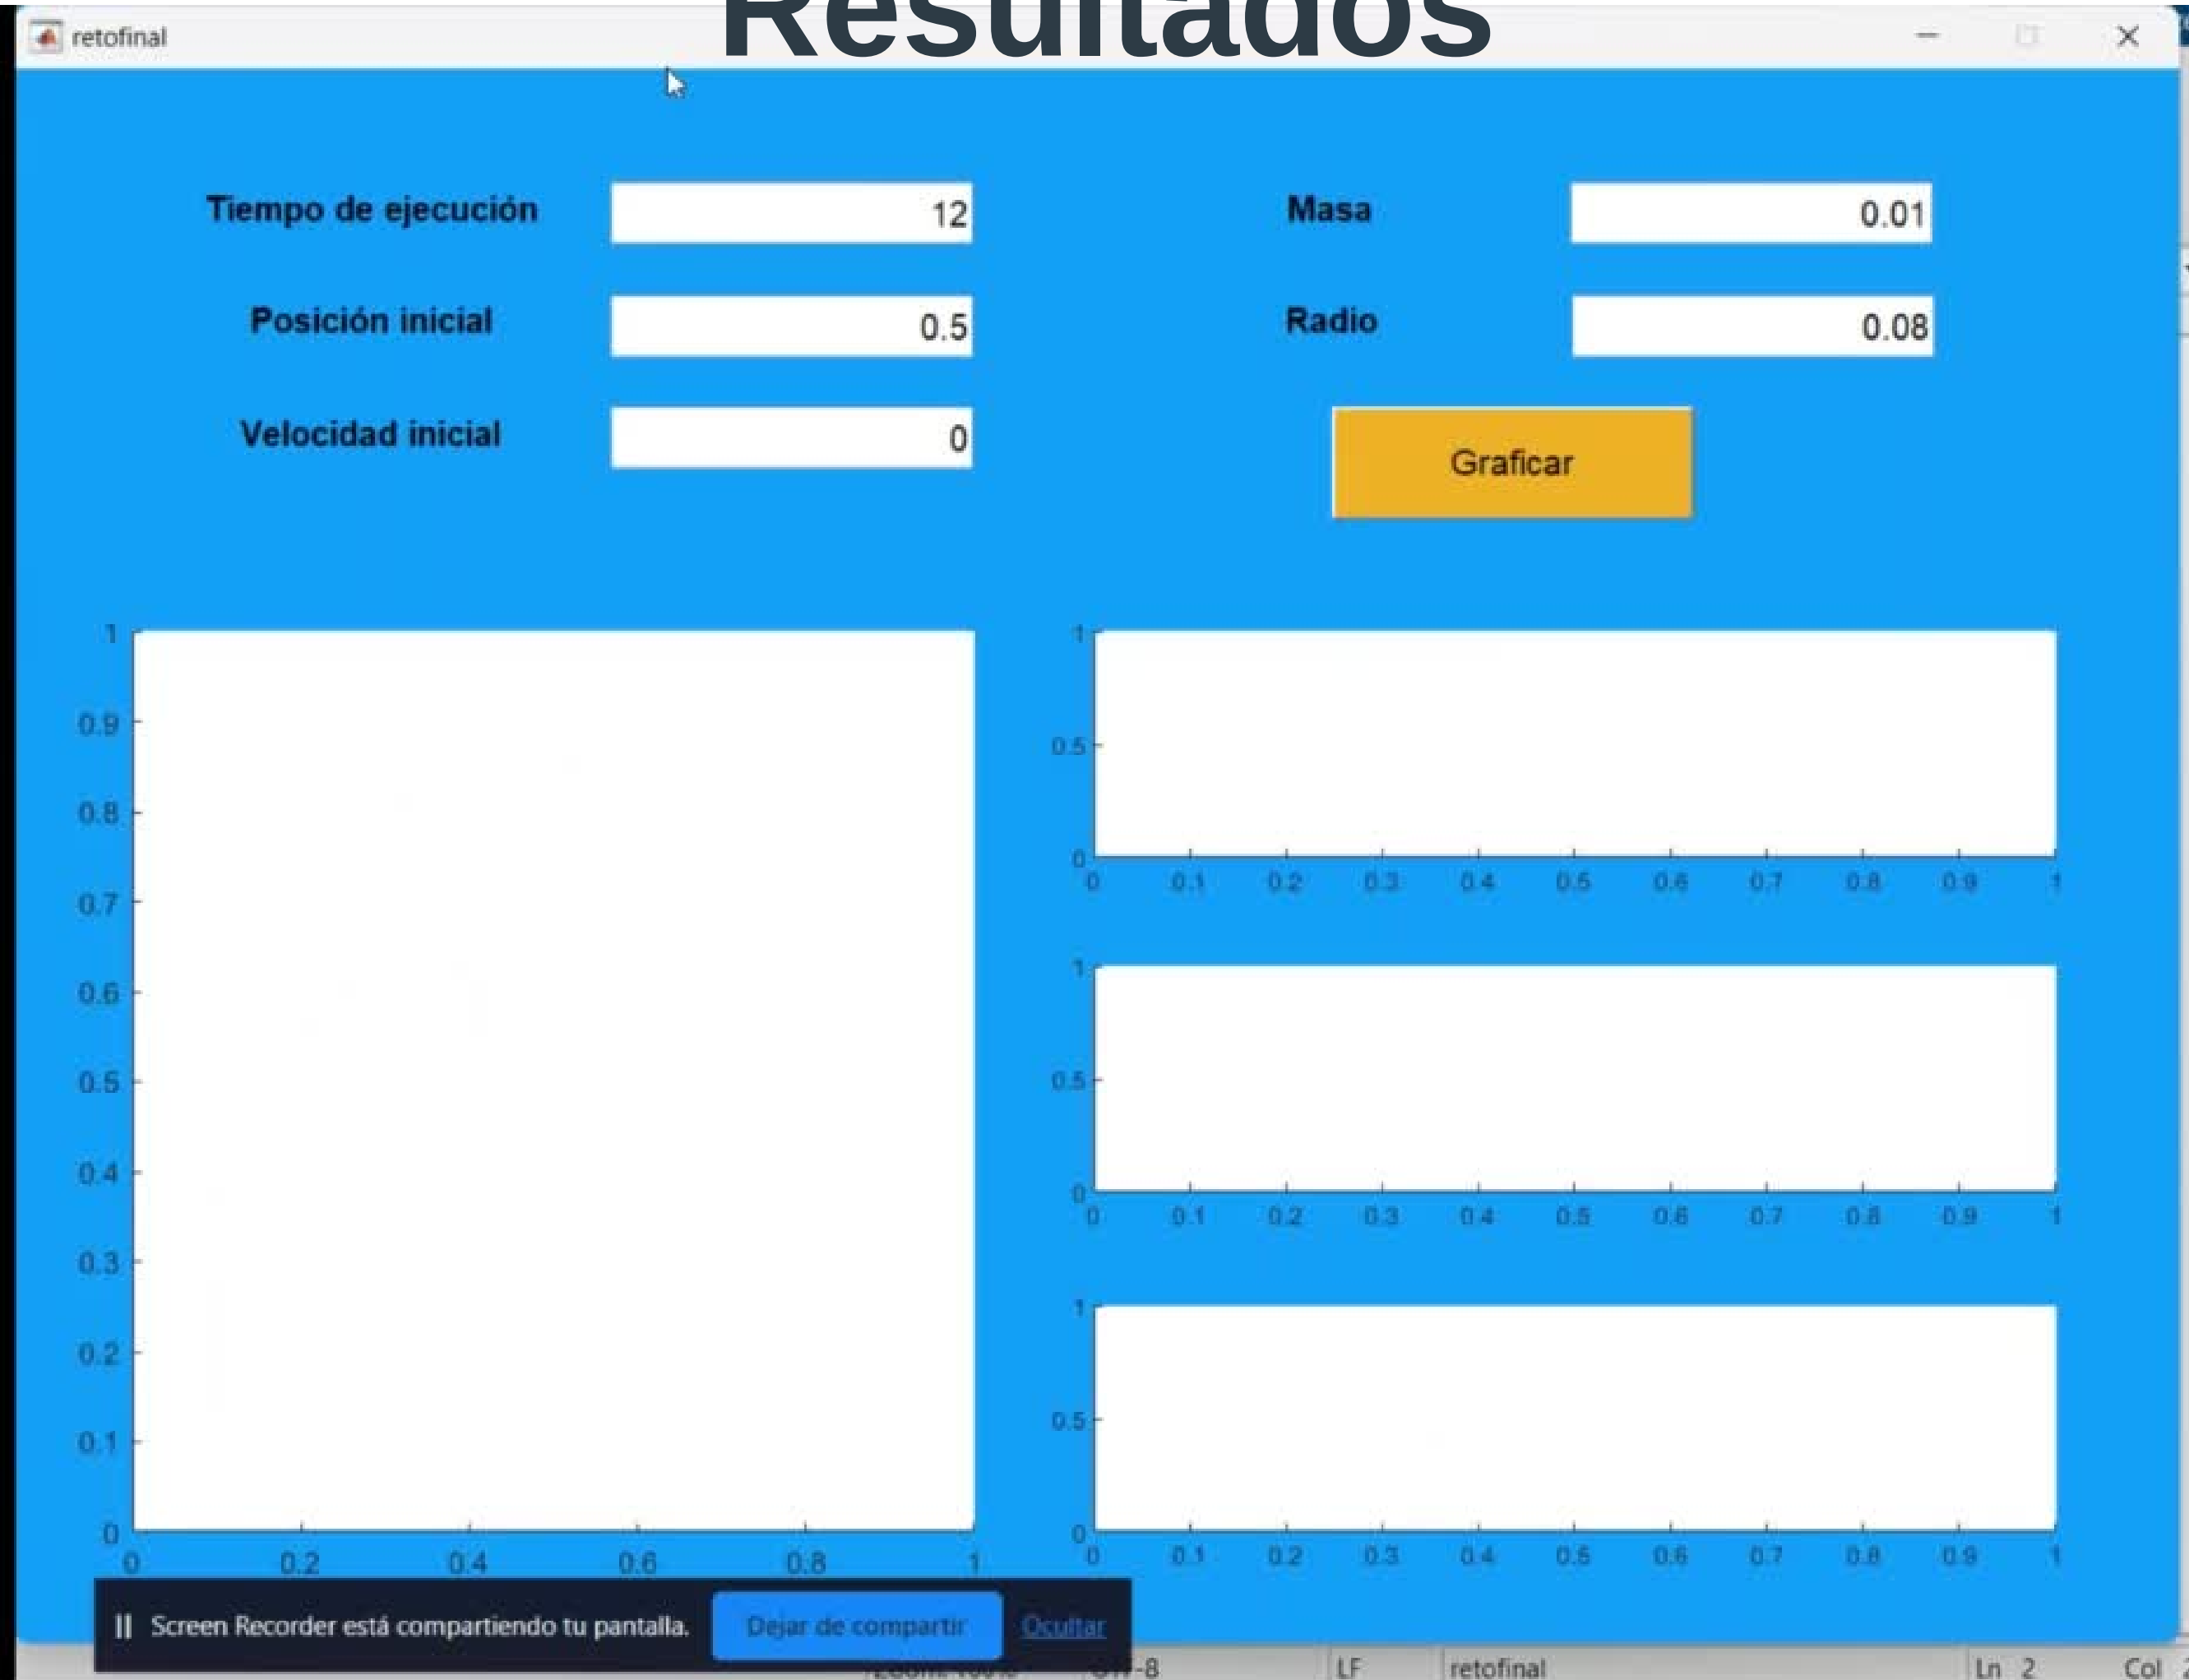 Resultados
retofinal
Tiempo de ejecución 12
Masa 0.01
Posición inicial 0.5
Radio 0.08
Velocidad inicial 0
Graficar
1
0.9
0.8
0.7
0.6
0.5
0.4
0.3
0.2
0.1
0
0 0.2 0.4 0.6 0.8 1
1
0.5
0
0 0.1 0.2 0.3 0.4 0.5 0.6 0.7 0.8 0.9 1
1
0.5
0
0 0.1 0.2 0.3 0.4 0.5 0.6 0.7 0.8 0.9 1
1
0.5
0
0 0.1 0.2 0.3 0.4 0.5 0.6 0.7 0.8 0.9 1
Screen Recorder está compartiendo tu pantalla. Dejar de compartir Ocultar
LF retofinal Ln 2 Col